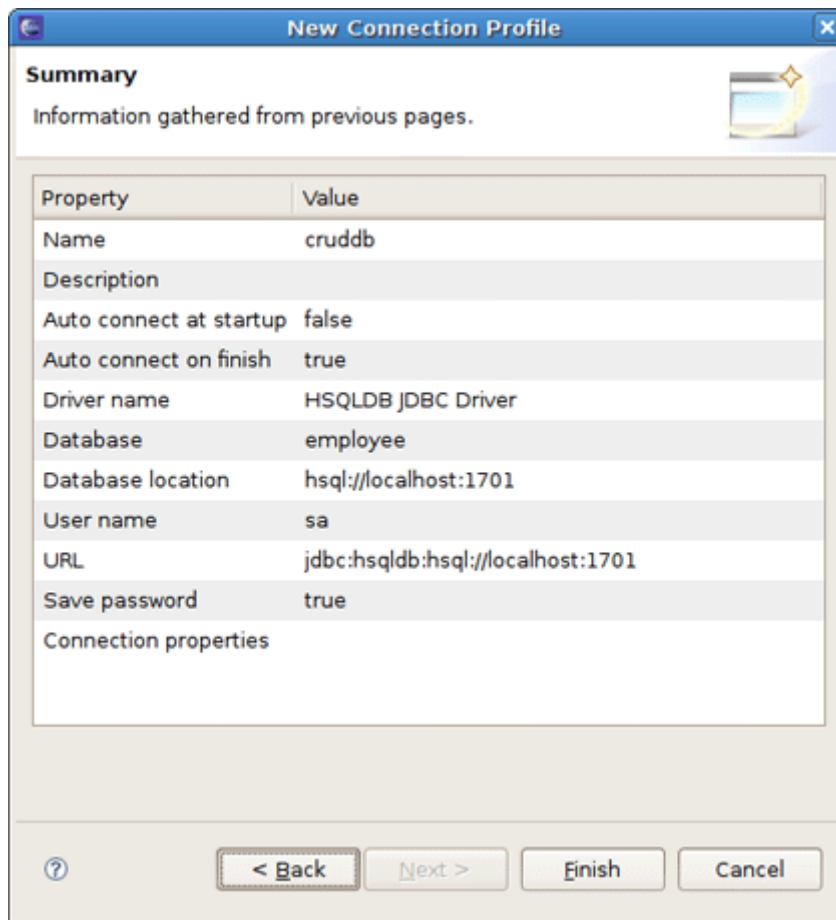 New Connection Profile
Summary
Information gathered from previous pages.
Property Value
Name cruddb
Description
Auto connect at startup false
Auto connect on finish true
Driver name HSQLDB JDBC Driver
Database employee
Database location hsql://localhost:1701
User name sa
URL jdbc:hsqldb:hsql://localhost:1701
Save password true
Connection properties
? < Back Next > Finish Cancel